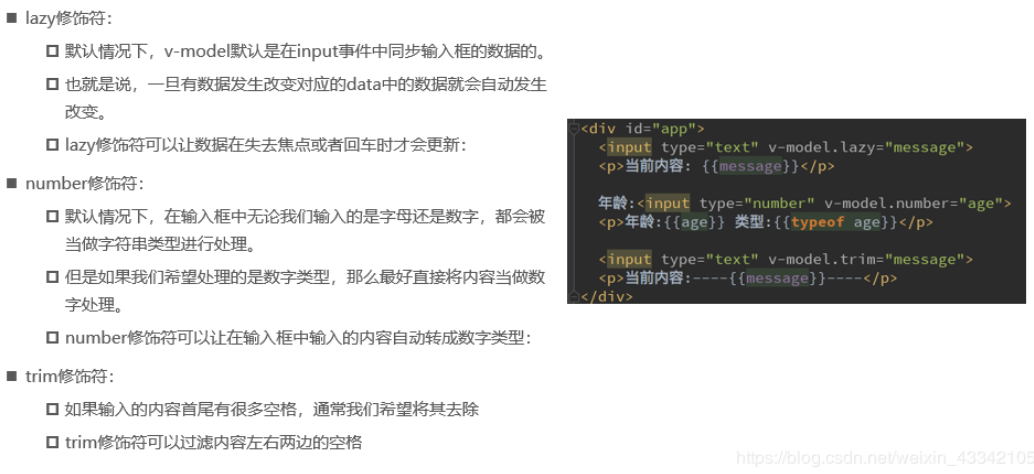 ■ lazy修饰符：
默认情况下，v-model默认是在input事件中同步输入框的数据的。
也就是说，一旦有数据发生改变对应的data中的数据就会自动发生
改变。
lazy修饰符可以让数据在失去焦点或者回车时才会更新：
■ number修饰符：
默认情况下，在输入框中无论我们输入的是字母还是数字，都会被
当做字符串类型进行处理。
但是如果我们希望处理的是数字类型，那么最好直接将内容当做数
字处理。
number修饰符可以让在输入框中输入的内容自动转成数字类型：
■ trim修饰符：
如果输入的内容首尾有很多空格，通常我们希望将其去除
trim修饰符可以过滤内容左右两边的空格
<div id="app">
<input type="text" v-model.lazy="message">
<p>当前内容: {{message}}</p>
年龄:<input type="number" v-model.number="age">
<p>年龄:{{age}} 类型:{{typeof age}}</p>
<input type="text" v-model.trim="message">
<p>当前内容:----{{message}}----</p>
</div>
https://blog.csdn.net/weixin_43342105